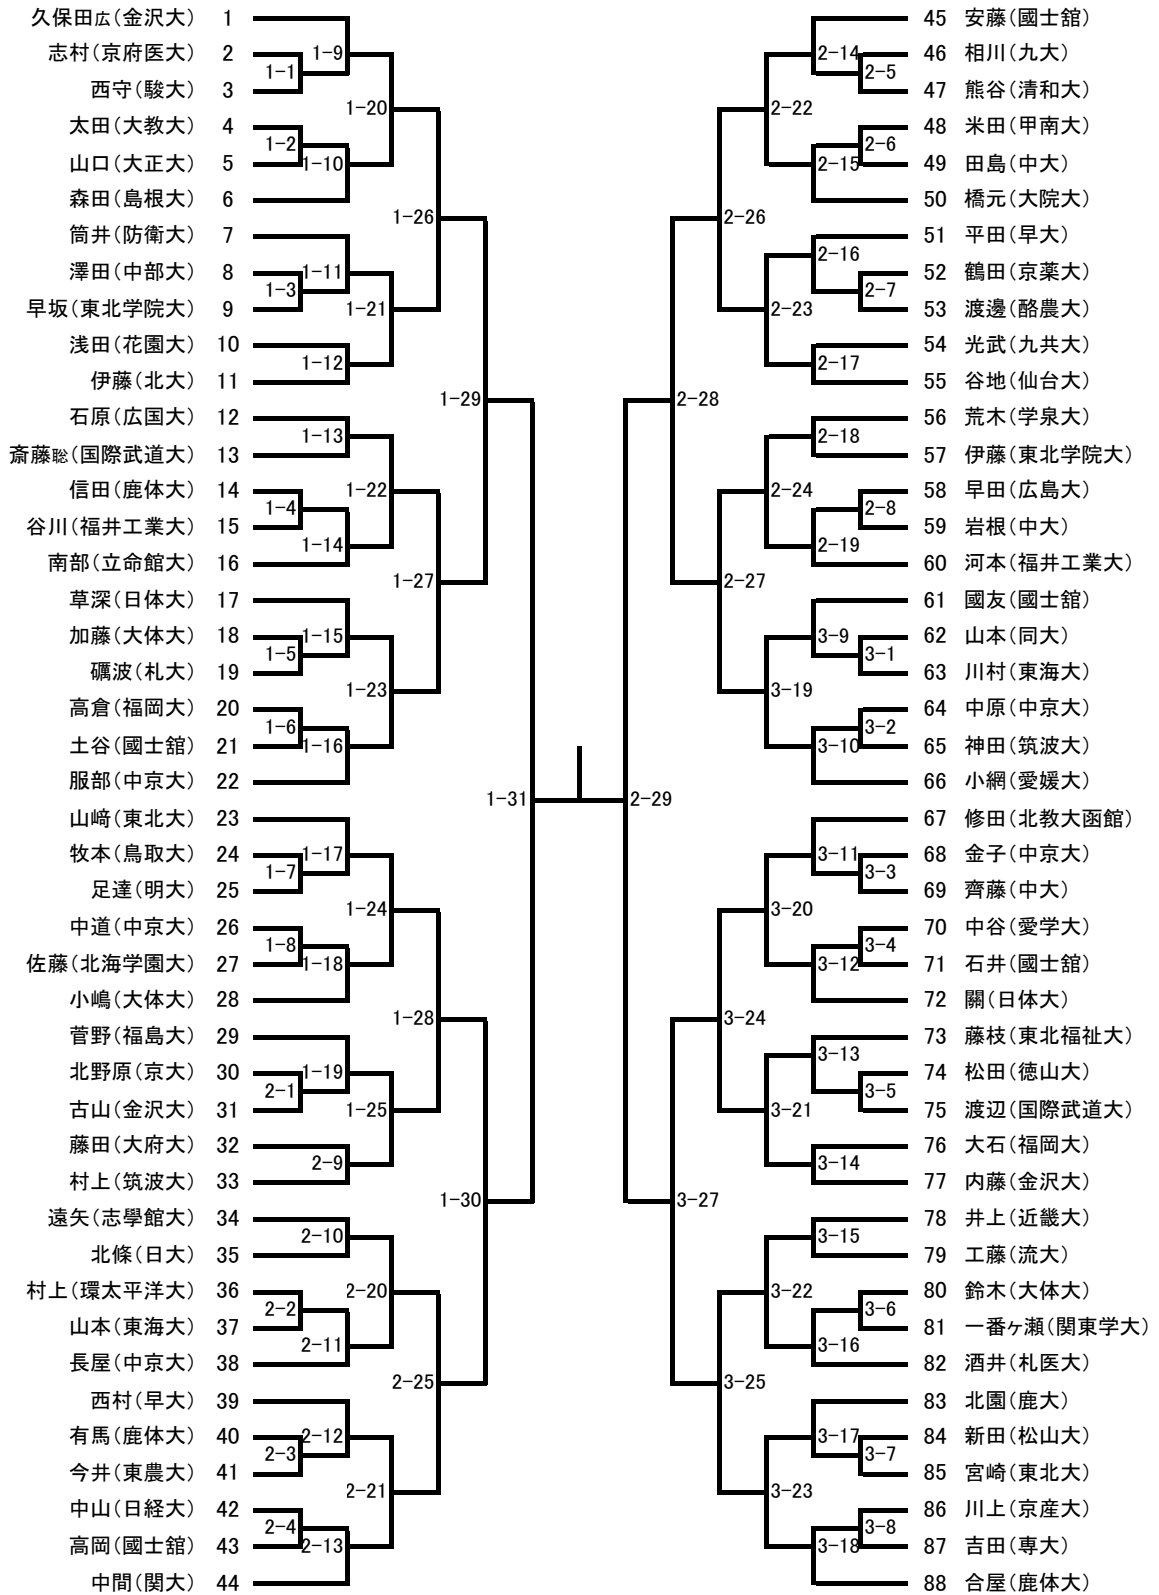 久保田広(金沢大) 1
志村(京府医大) 2
西守(駿大) 3
太田(大教大) 4
山口(大正大) 5
森田(島根大) 6
筒井(防衛大) 7
澤田(中部大) 8
早坂(東北学院大) 9
浅田(花園大) 10
伊藤(北大) 11
石原(広国大) 12
斎藤聡(国際武道大) 13
信田(鹿体大) 14
谷川(福井工業大) 15
南部(立命館大) 16
草深(日体大) 17
加藤(大体大) 18
礪波(札大) 19
高倉(福岡大) 20
土谷(國士舘) 21
服部(中京大) 22
山﨑(東北大) 23
牧本(鳥取大) 24
足達(明大) 25
中道(中京大) 26
佐藤(北海学園大) 27
小嶋(大体大) 28
菅野(福島大) 29
北野原(京大) 30
古山(金沢大) 31
藤田(大府大) 32
村上(筑波大) 33
遠矢(志學館大) 34
北條(日大) 35
村上(環太平洋大) 36
山本(東海大) 37
長屋(中京大) 38
西村(早大) 39
有馬(鹿体大) 40
今井(東農大) 41
中山(日経大) 42
高岡(國士舘) 43
中間(関大) 44
1-1
1-2
1-3
1-4
1-5
1-6
1-7
1-8
2-1
2-2
2-3
2-4
1-9
1-10
1-11
1-12
1-13
1-14
1-15
1-16
1-17
1-18
1-19
2-9
2-10
2-11
2-12
2-13
1-20
1-21
1-22
1-23
1-24
1-25
2-20
2-21
1-26
1-27
1-28
2-25
1-29
1-30
1-31
2-29
2-28
3-27
2-26
2-27
3-24
3-25
2-22
2-23
2-24
3-19
3-20
3-21
3-22
3-23
2-14
2-15
2-16
2-17
2-18
2-19
3-9
3-10
3-11
3-12
3-13
3-14
3-15
3-16
3-17
3-18
2-5
2-6
2-7
2-8
3-1
3-2
3-3
3-4
3-5
3-6
3-7
3-8
45 安藤(國士舘)
46 相川(九大)
47 熊谷(清和大)
48 米田(甲南大)
49 田島(中大)
50 橋元(大院大)
51 平田(早大)
52 鶴田(京薬大)
53 渡邊(酪農大)
54 光武(九共大)
55 谷地(仙台大)
56 荒木(学泉大)
57 伊藤(東北学院大)
58 早田(広島大)
59 岩根(中大)
60 河本(福井工業大)
61 國友(國士舘)
62 山本(同大)
63 川村(東海大)
64 中原(中京大)
65 神田(筑波大)
66 小網(愛媛大)
67 修田(北教大函館)
68 金子(中京大)
69 齊藤(中大)
70 中谷(愛学大)
71 石井(國士舘)
72 關(日体大)
73 藤枝(東北福祉大)
74 松田(徳山大)
75 渡辺(国際武道大)
76 大石(福岡大)
77 内藤(金沢大)
78 井上(近畿大)
79 工藤(流大)
80 鈴木(大体大)
81 一番ヶ瀬(関東学大)
82 酒井(札医大)
83 北園(鹿大)
84 新田(松山大)
85 宮崎(東北大)
86 川上(京産大)
87 吉田(専大)
88 合屋(鹿体大)